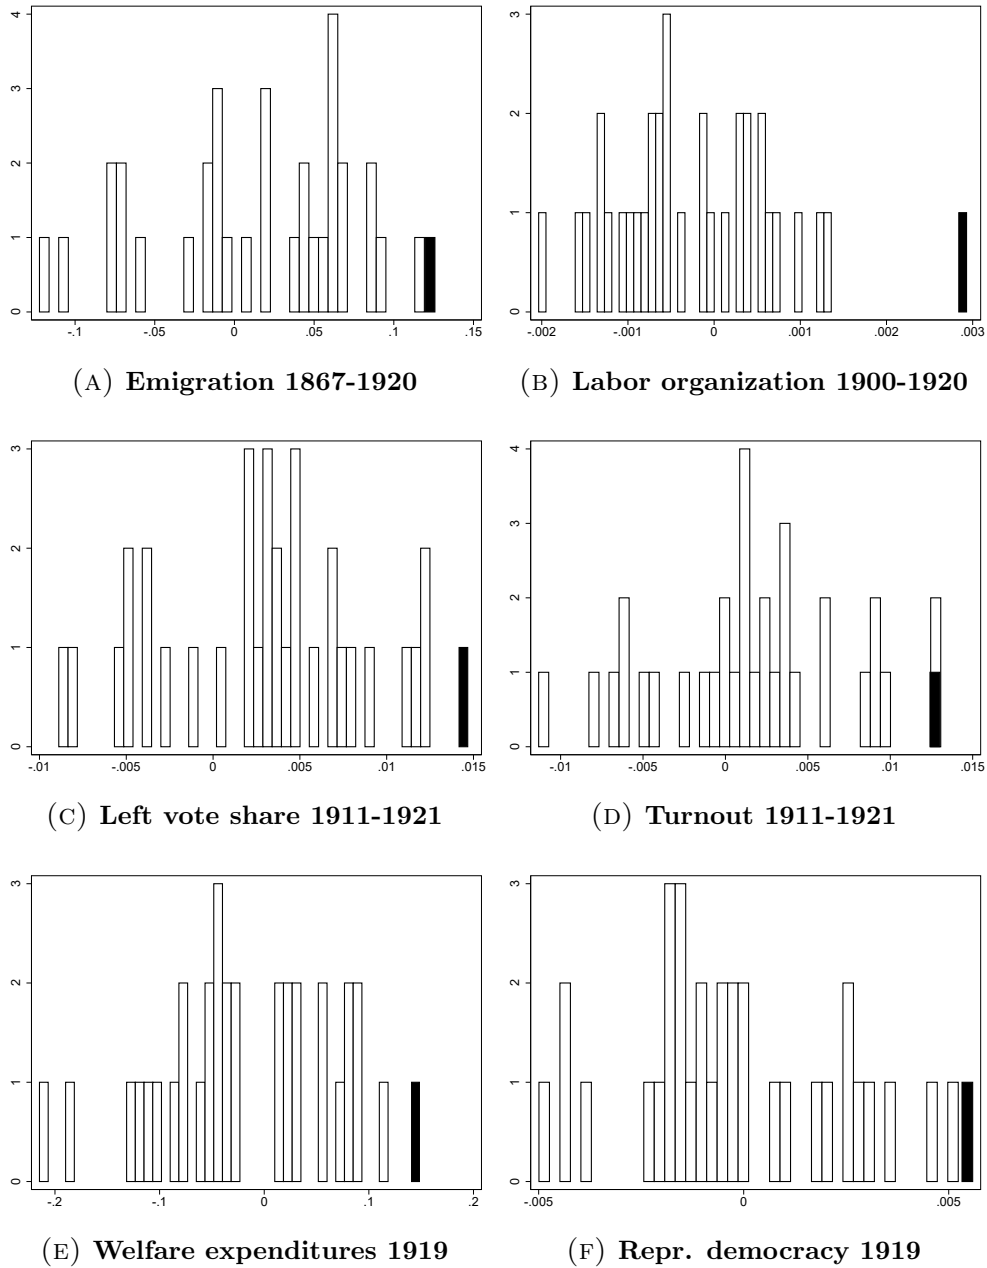 4
3
2
1
0
-.1 -.05 0 .05 .1 .15
(A) Emigration 1867-1920
3
2
1
0
-.002 -.001 0 .001 .002 .003
(B) Labor organization 1900-1920
3
2
1
0
-.01 -.005 0 .005 .01 .015
(C) Left vote share 1911-1921
4
3
2
1
0
-.01 -.005 0 .005 .01 .015
(D) Turnout 1911-1921
3
2
1
0
-.2 -.1 0 .1 .2
(E) Welfare expenditures 1919
3
2
1
0
-.005 0 .005
(F) Repr. democracy 1919